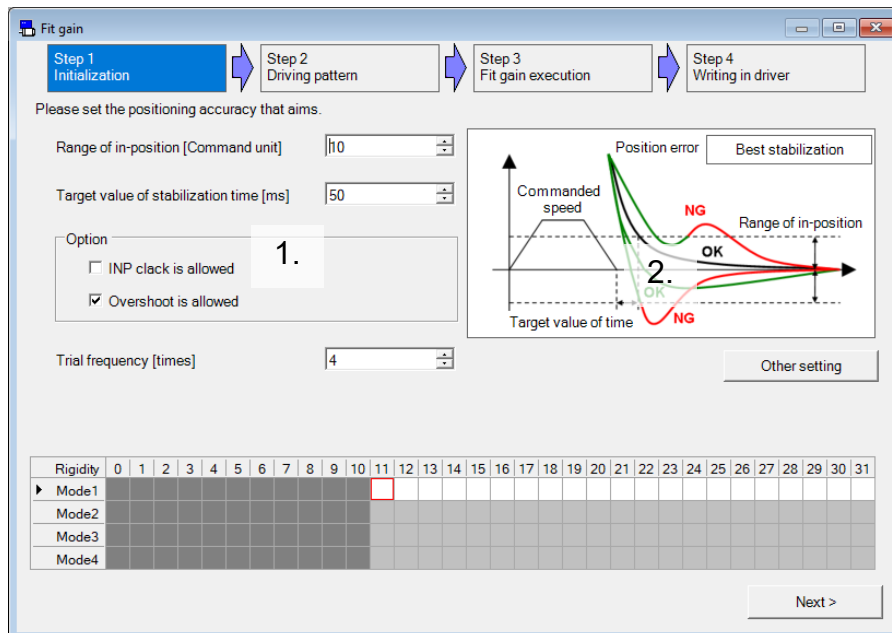 Fit gain
Step 1
Initialization
Step 2
Driving pattern
Step 3
Fit gain execution
Step 4
Writing in driver
Please set the positioning accuracy that aims.
Range of in-position [Command unit]
10
Target value of stabilization time [ms]
50
Option
INP clack is allowed
Overshoot is allowed
1.
Trial frequency [times]
4
Position error
Best stabilization
Commanded
speed
NG
Range of in-position
OK
2.
OK
Target value of time
NG
Other setting
Rigidity 0 1 2 3 4 5 6 7 8 9 10 11 12 13 14 15 16 17 18 19 20 21 22 23 24 25 26 27 28 29 30 31
Mode1
Mode2
Mode3
Mode4
Next >